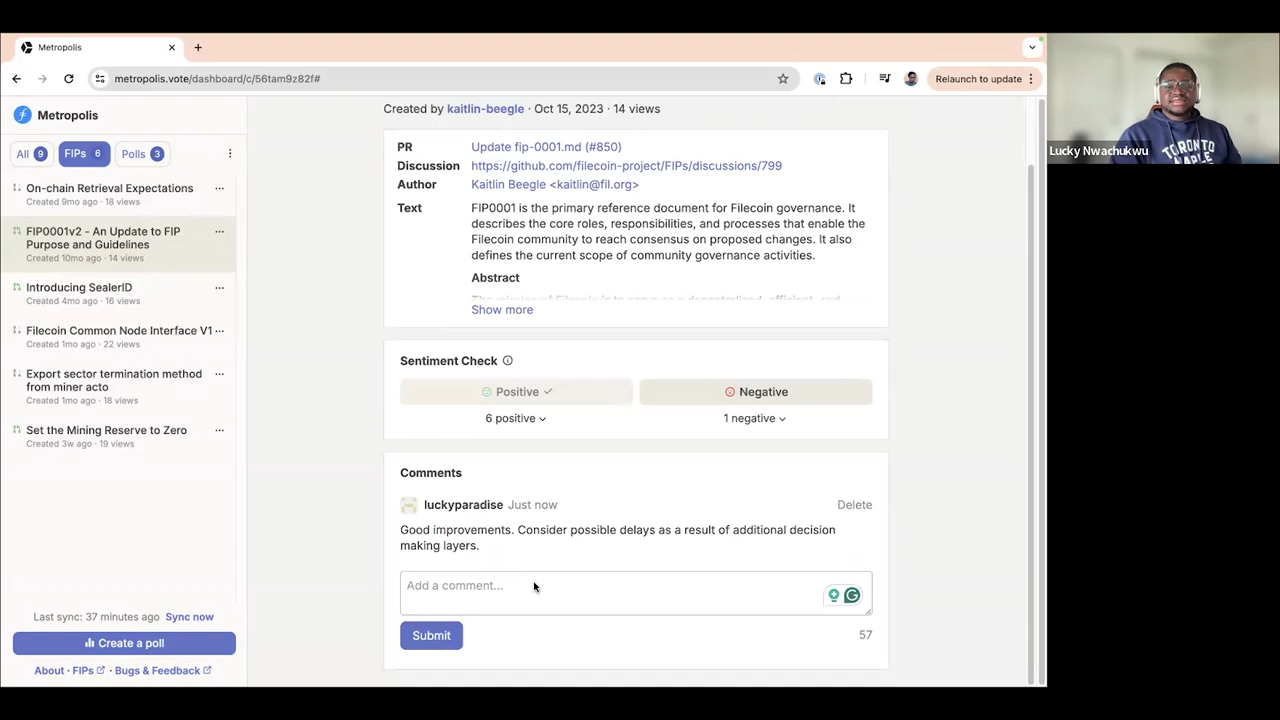 Metropolis
metropolis.vote/dashboard/c/56tam9z82f#
Relaunch to update
Metropolis
All 9
FIPs 6
Polls 3
On-chain Retrieval Expectations
Created 9mo ago · 18 views
FIP0001v2 - An Update to FIP
Purpose and Guidelines
Created 10mo ago · 14 views
Introducing SealerID
Created 4mo ago · 16 views
Filecoin Common Node Interface V1
Created 1mo ago · 22 views
Export sector termination method
from miner acto
Created 1mo ago · 18 views
Set the Mining Reserve to Zero
Created 3w ago · 19 views
Last sync: 37 minutes ago Sync now
Create a poll
About · FIPs · Bugs & Feedback
Created by kaitlin-beegle · Oct 15, 2023 · 14 views
PR Update fip-0001.md (#850)
Discussion https://github.com/filecoin-project/FIPs/discussions/799
Author Kaitlin Beegle <kaitlin@fil.org>
Text FIP0001 is the primary reference document for Filecoin governance. It
describes the core roles, responsibilities, and processes that enable the
Filecoin community to reach consensus on proposed changes. It also
defines the current scope of community governance activities.
Abstract
Show more
Sentiment Check
Positive ✓
Negative
6 positive
1 negative
Comments
luckyparadise Just now Delete
Good improvements. Consider possible delays as a result of additional decision
making layers.
Add a comment...
Submit
57
Lucky Nwachukwu
TORONTO
MAPLE